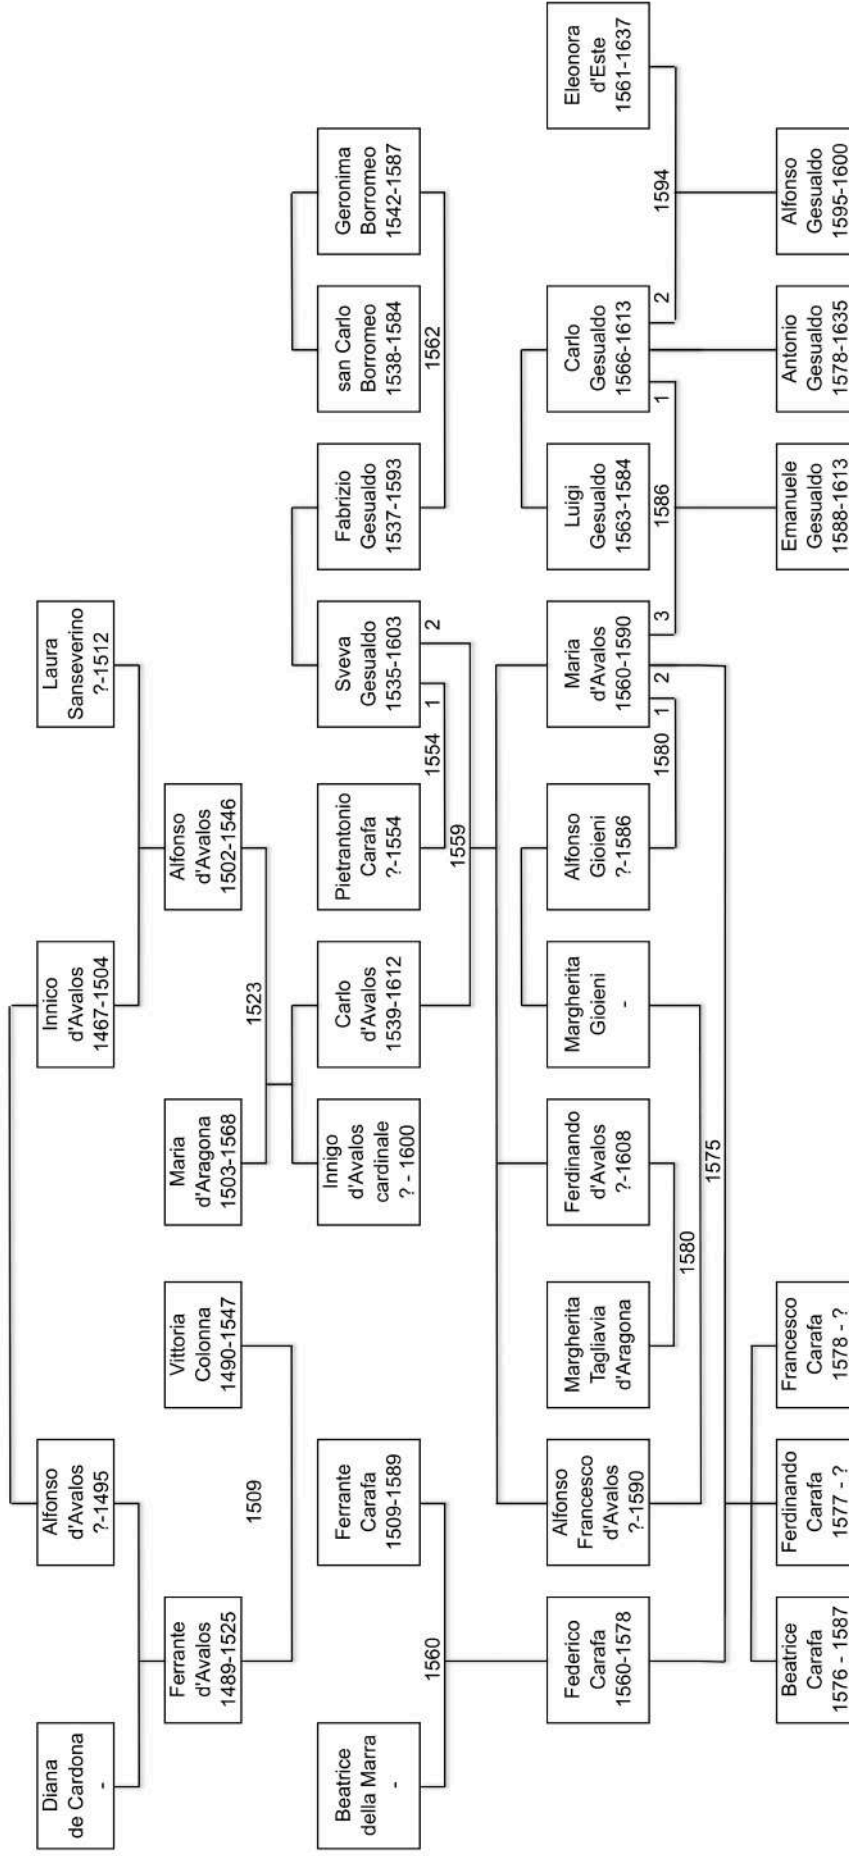 Diana
de Cardona
-
Alfonso
d'Avalos
?-1495
Innico
d'Avalos
1467-1504
Laura
Sanseverino
?-1512
Ferrante
d'Avalos
1489-1525
Vittoria
Colonna
1490-1547
Maria
d'Aragona
1503-1568
Alfonso
d'Avalos
1502-1546
1509
1523
Beatrice
della Marra
-
Ferrante
Carafa
1509-1589
Innigo
d'Avalos
cardinale
? - 1600
Carlo
d'Avalos
1539-1612
Pietrantonio
Carafa
?-1554
Sveva
Gesualdo
1535-1603
Fabrizio
Gesualdo
1537-1593
san Carlo
Borromeo
1538-1584
Geronima
Borromeo
1542-1587
1554
1
2
1562
1559
1560
Federico
Carafa
1560-1578
Alfonso
Francesco
d'Avalos
?-1590
Margherita
Tagliavia
d'Aragona
Ferdinando
d'Avalos
?-1608
Margherita
Gioieni
-
Alfonso
Gioieni
?-1586
Maria
d'Avalos
1560-1590
Luigi
Gesualdo
1563-1584
Carlo
Gesualdo
1566-1613
Eleonora
d'Este
1561-1637
1580
1
2
3
1586
1
2
1594
1580
1575
Beatrice
Carafa
1576 - 1587
Ferdinando
Carafa
1577 - ?
Francesco
Carafa
1578 - ?
Emanuele
Gesualdo
1588-1613
Antonio
Gesualdo
1578-1635
Alfonso
Gesualdo
1595-1600